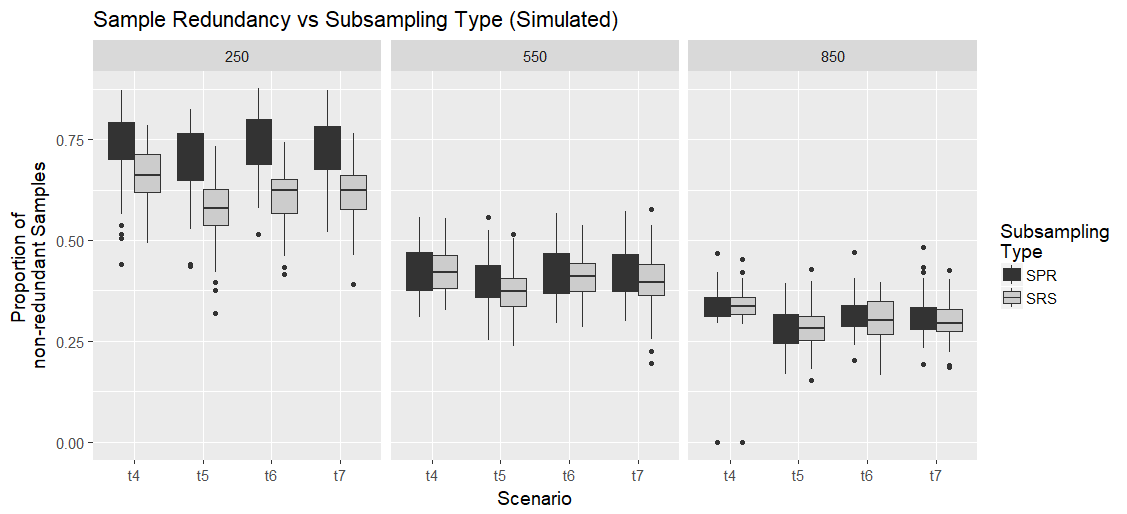 Sample Redundancy vs Subsampling Type (Simulated)
250
550
850
Proportion of
non-redundant Samples
0.75
0.50
0.25
0.00
t4
t5
t6
t7
t4
t5
t6
t7
t4
t5
t6
t7
Scenario
Subsampling
Type
SPR
SRS